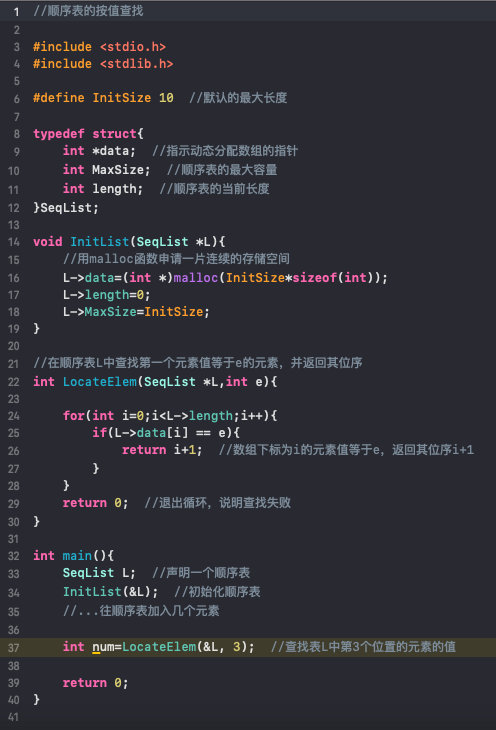 1 //顺序表的按值查找
2
3 #include <stdio.h>
4 #include <stdlib.h>
5
6 #define InitSize 10  //默认的最大长度
7
8 typedef struct{
9     int *data;  //指示动态分配数组的指针
10     int MaxSize;  //顺序表的最大容量
11     int length;  //顺序表的当前长度
12 }SeqList;
13
14 void InitList(SeqList *L){
15     //用malloc函数申请一片连续的存储空间
16     L->data=(int *)malloc(InitSize*sizeof(int));
17     L->length=0;
18     L->MaxSize=InitSize;
19 }
20
21 //在顺序表L中查找第一个元素值等于e的元素，并返回其位序
22 int LocateElem(SeqList *L,int e){
23
24     for(int i=0;i<L->length;i++){
25         if(L->data[i] == e){
26             return i+1;  //数组下标为i的元素值等于e，返回其位序i+1
27         }
28     }
29     return 0;  //退出循环，说明查找失败
30 }
31
32 int main(){
33     SeqList L;  //声明一个顺序表
34     InitList(&L);  //初始化顺序表
35     //...往顺序表加入几个元素
36
37     int num=LocateElem(&L, 3);  //查找表L中第3个位置的元素的值
38
39     return 0;
40 }
41